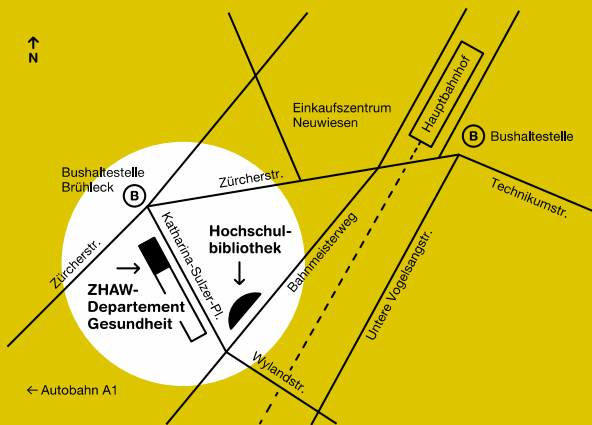 N
Einkaufszentrum
Neuwiesen
Hauptbahnhof
B
Bushaltestelle
Bushaltestelle
Brühleck
B
Zürcherstr.
Technikumstr.
Zürcherstr.
Katharina-Sulzer-Pl.
Hochschul-
bibliothek
Bahnmeisterweg
Untere Vogelsangstr.
ZHAW-
Departement
Gesundheit
Wylandstr.
← Autobahn A1